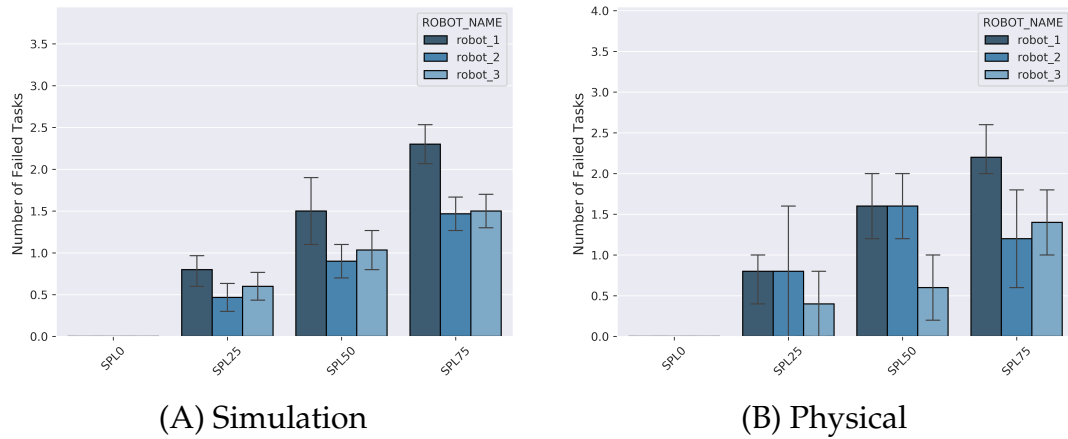 ROBOT_NAME
robot_1
robot_2
robot_3
3.5
3.0
2.5
2.0
1.5
1.0
0.5
0.0
Number of Failed Tasks
SPL0
SPL25
SPL50
SPL75
(A) Simulation
ROBOT_NAME
robot_1
robot_2
robot_3
4.0
3.5
3.0
2.5
2.0
1.5
1.0
0.5
0.0
Number of Failed Tasks
SPL0
SPL25
SPL50
SPL75
(B) Physical